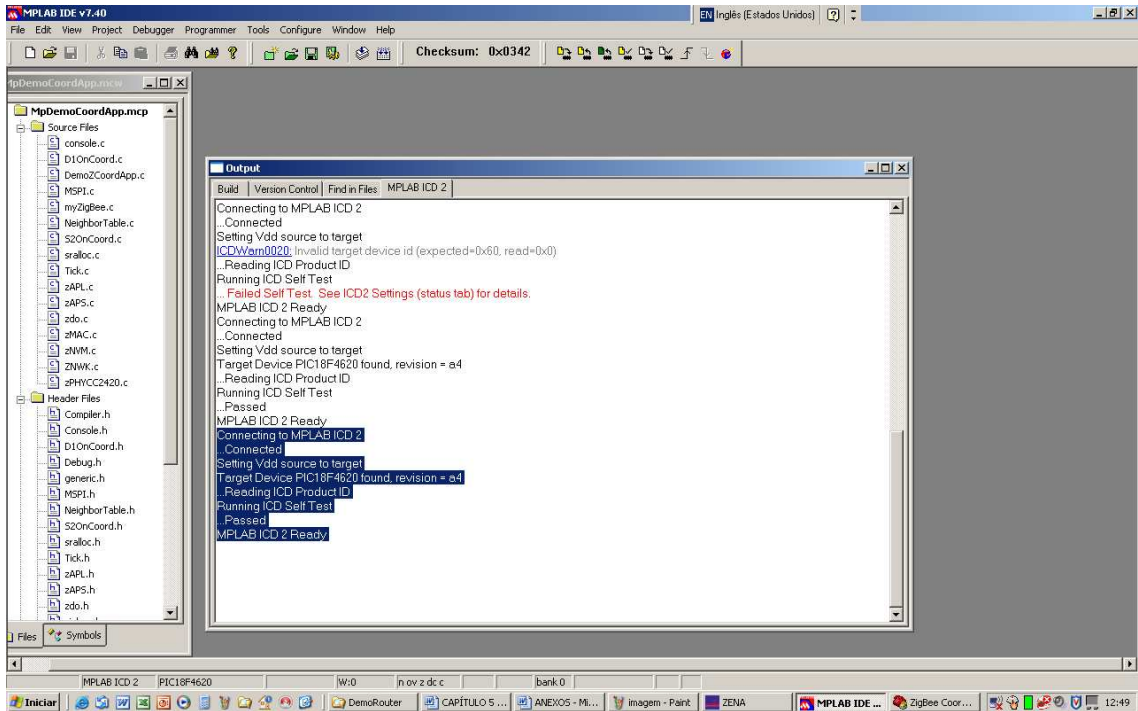 MPLAB IDE v7.40
EN Inglês (Estados Unidos)
File Edit View Project Debugger Programmer Tools Configure Window Help
Checksum: 0x0342
MpDemoCoordApp.mcw
MpDemoCoordApp.mcp
Source Files
console.c
D1OnCoord.c
DemoZCoordApp.c
MSPI.c
myZigBee.c
NeighborTable.c
S2OnCoord.c
sralloc.c
Tick.c
zAPL.c
zAPS.c
zdo.c
zMAC.c
zNVM.c
ZNWK.c
zPHYCC2420.c
Header Files
Compiler.h
Console.h
D1OnCoord.h
Debug.h
generic.h
MSPI.h
NeighborTable.h
S2OnCoord.h
sralloc.h
Tick.h
zAPL.h
zAPS.h
zdo.h
Files Symbols
Output
Build Version Control Find in Files MPLAB ICD 2
Connecting to MPLAB ICD 2
...Connected
Setting Vdd source to target
ICDWarn0020: Invalid target device id (expected=0x60, read=0x0)
...Reading ICD Product ID
Running ICD Self Test
... Failed Self Test. See ICD2 Settings (status tab) for details.
MPLAB ICD 2 Ready
Connecting to MPLAB ICD 2
...Connected
Setting Vdd source to target
Target Device PIC18F4620 found, revision = a4
...Reading ICD Product ID
Running ICD Self Test
...Passed
MPLAB ICD 2 Ready
Connecting to MPLAB ICD 2
...Connected
Setting Vdd source to target
Target Device PIC18F4620 found, revision = a4
...Reading ICD Product ID
Running ICD Self Test
...Passed
MPLAB ICD 2 Ready
MPLAB ICD 2 PIC18F4620 W:0 n ov z dc c bank 0
Iniciar DemoRouter CAPÍTULO 5 ... ANEXOS - Mi... imagem - Paint ZENA MPLAB IDE ... ZigBee Coor... 12:49